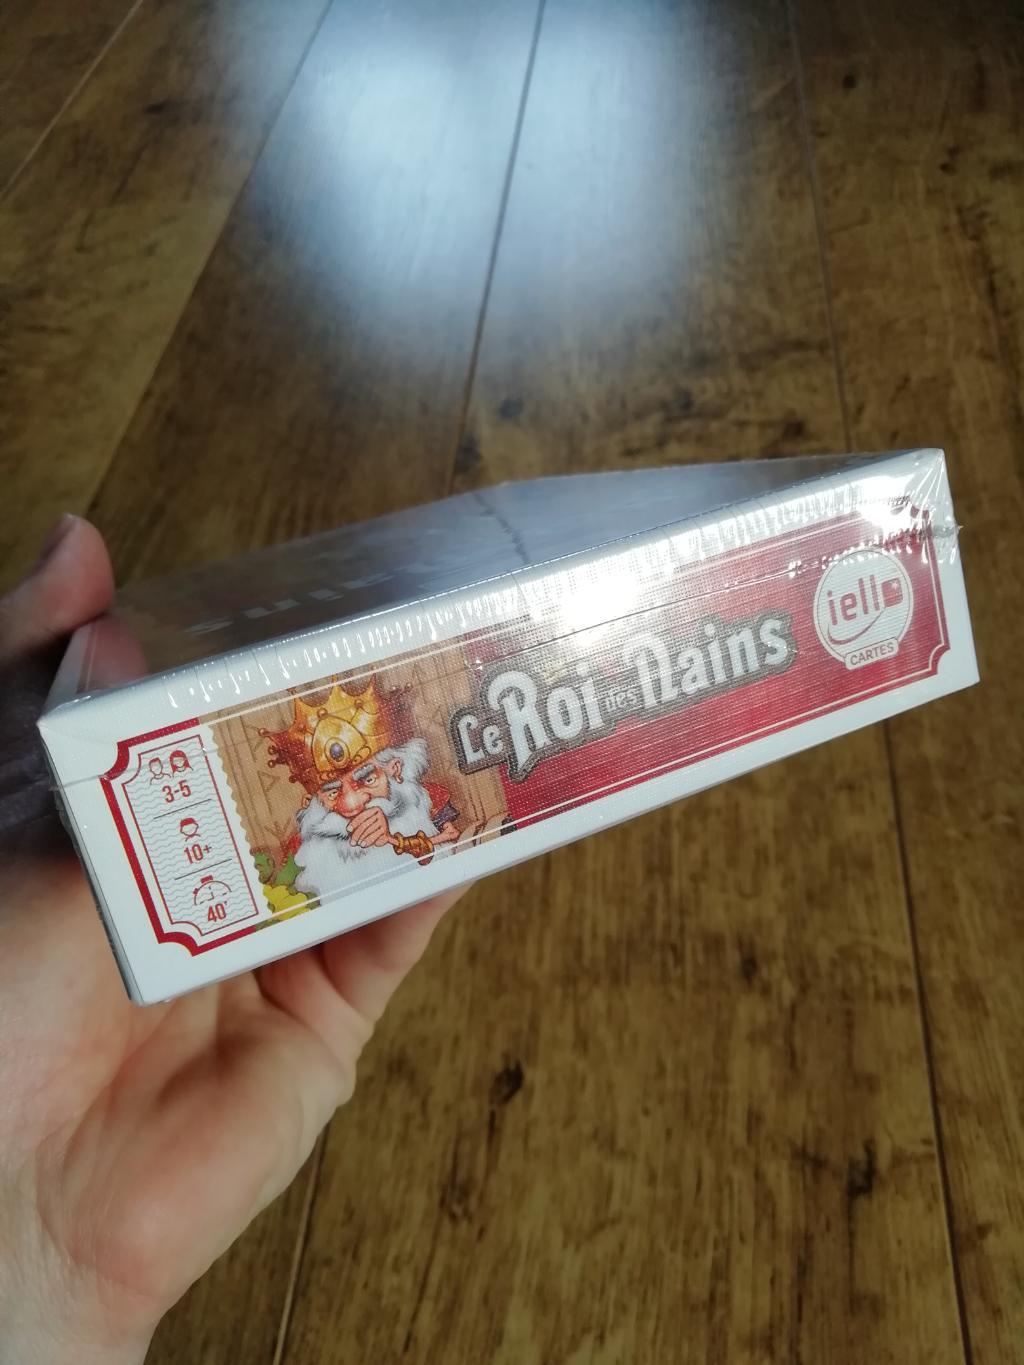 3-5
10+
40'
Le Roi des Nains
iello
CARTES